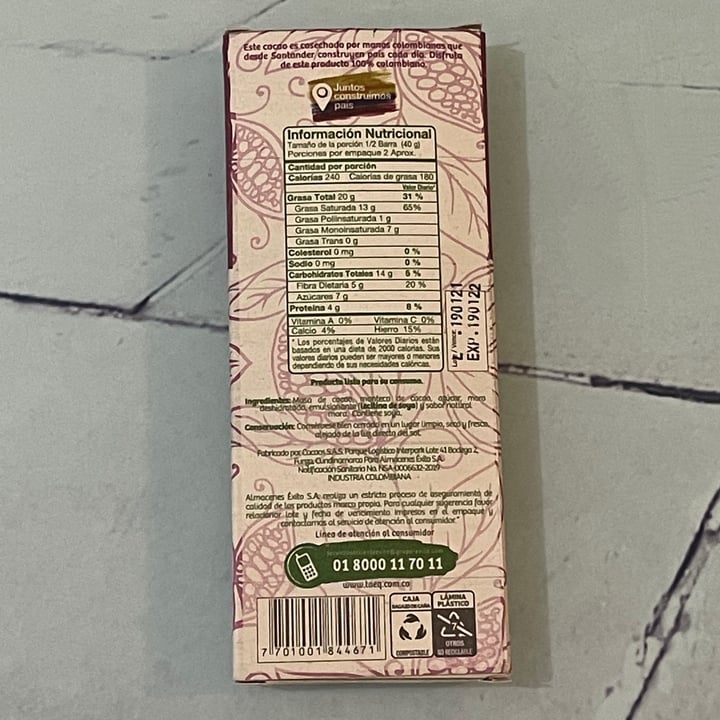 Este cacao es cosechado por manos colombianas que
desde Santander construyen país cada día. Disfruta
de este producto 100% colombiano.
Juntos
construimos
país
Información Nutricional
Tamaño de la porción 1/2 Barra (40 g)
Porciones por empaque 2 Aprox.
Cantidad por porción
Calorías 240 Calorías de grasa 180
Valor Diario*
Grasa Total 20 g 31 %
Grasa Saturada 13 g 65%
Grasa Poliinsaturada 1 g
Grasa Monoinsaturada 7 g
Grasa Trans 0 g
Colesterol 0 mg 0 %
Sodio 0 mg 0 %
Carbohidratos Totales 14 g 5 %
Fibra Dietaria 5 g 20 %
Azúcares 7 g
Proteína 4 g 8 %
Vitamina A 0% Vitamina C 0%
Calcio 4% Hierro 15%
* Los porcentajes de Valores Diarios están
basados en una dieta de 2000 calorías. Sus
valores diarios pueden ser mayores o menores
dependiendo de sus necesidades calóricas.
L: 190121
EXP: 190122
Producto listo para su consumo.
Ingredientes: Masa de cacao, manteca de cacao, azúcar, mora
deshidratada, emulsionante (lecitina de soya) y sabor natural
mora. Contiene soya.
Conservación: Consérvese bien cerrado en un lugar limpio, seco y fresco,
alejado de la luz directa del sol.
Fabricado por Cacaos S.A.S. Parque Logístico Interpark Lote 41 Bodega 2,
Funza, Cundinamarca Para Almacenes Éxito S.A.
Notificación Sanitaria No. NSA-0006632-2019
INDUSTRIA COLOMBIANA
Almacenes Éxito S.A. realiza un estricto proceso de aseguramiento de
calidad de los productos marca propia. Para cualquier sugerencia favor
relacionar lote y fecha de vencimiento impresos en el empaque y
contactarnos al servicio de atención al consumidor."
Línea de atención al consumidor
01 8000 11 70 11
www.taeq.com.co
7 701001 844671
CAJA
BAGAZO DE CAÑA
COMPOSTABLE
LÁMINA
PLÁSTICO
7
OTROS
NO RECICLABLE